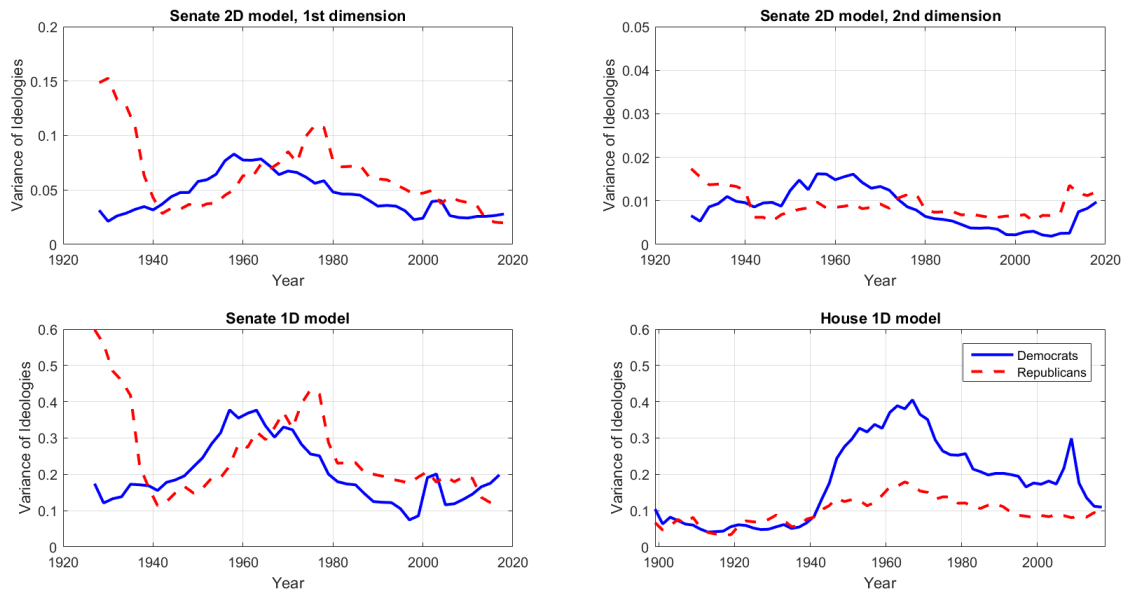 Senate 2D model, 1st dimension
Variance of Ideologies
0.2
0.15
0.1
0.05
0
1920 1940 1960 1980 2000 2020
Year
Senate 2D model, 2nd dimension
Variance of Ideologies
0.05
0.04
0.03
0.02
0.01
0
1920 1940 1960 1980 2000 2020
Year
Senate 1D model
Variance of Ideologies
0.6
0.5
0.4
0.3
0.2
0.1
0
1920 1940 1960 1980 2000 2020
Year
House 1D model
Variance of Ideologies
0.6
0.5
0.4
0.3
0.2
0.1
0
Democrats
Republicans
1900 1920 1940 1960 1980 2000
Year